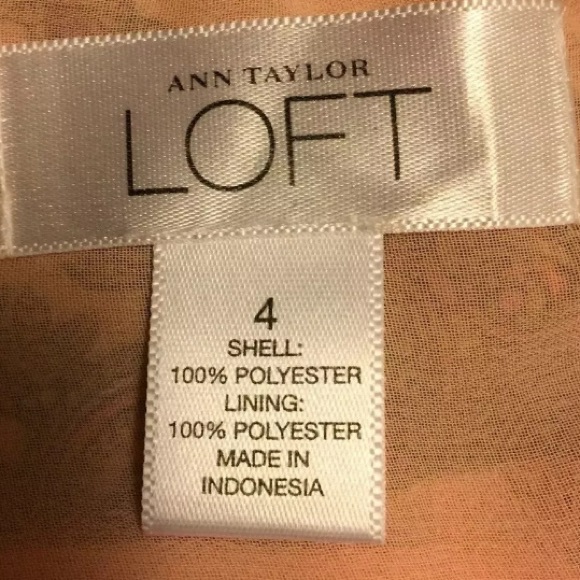 ANN TAYLOR
LOFT
4
SHELL:
100% POLYESTER
LINING:
100% POLYESTER
MADE IN
INDONESIA